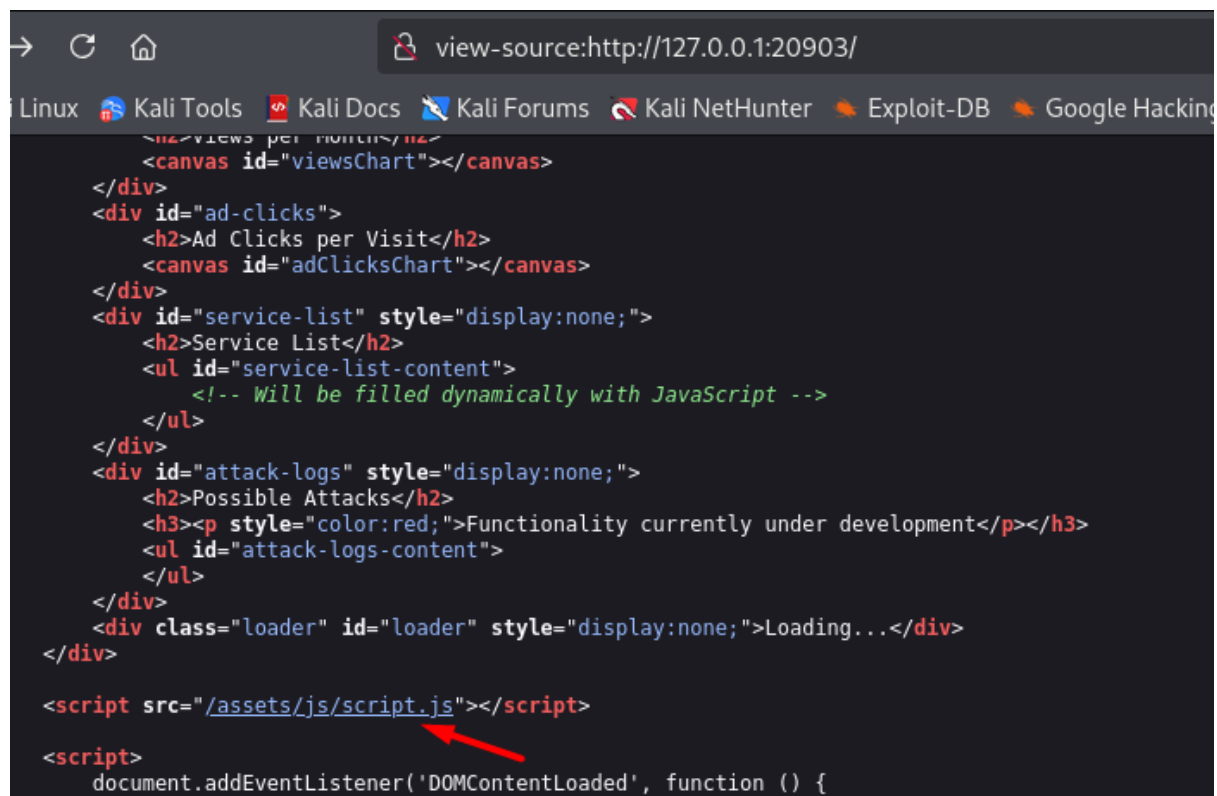 view-source:http://127.0.0.1:20903/
i Linux Kali Tools Kali Docs Kali Forums Kali NetHunter Exploit-DB Google Hacking
<h2>Views per Month</h2>
<canvas id="viewsChart"></canvas>
</div>
<div id="ad-clicks">
<h2>Ad Clicks per Visit</h2>
<canvas id="adClicksChart"></canvas>
</div>
<div id="service-list" style="display:none;">
<h2>Service List</h2>
<ul id="service-list-content">
<!-- Will be filled dynamically with JavaScript -->
</ul>
</div>
<div id="attack-logs" style="display:none;">
<h2>Possible Attacks</h2>
<h3><p style="color:red;">Functionality currently under development</p></h3>
<ul id="attack-logs-content">
</ul>
</div>
<div class="loader" id="loader" style="display:none;">Loading...</div>
</div>
<script src="/assets/js/script.js"></script>
<script>
document.addEventListener('DOMContentLoaded', function () {